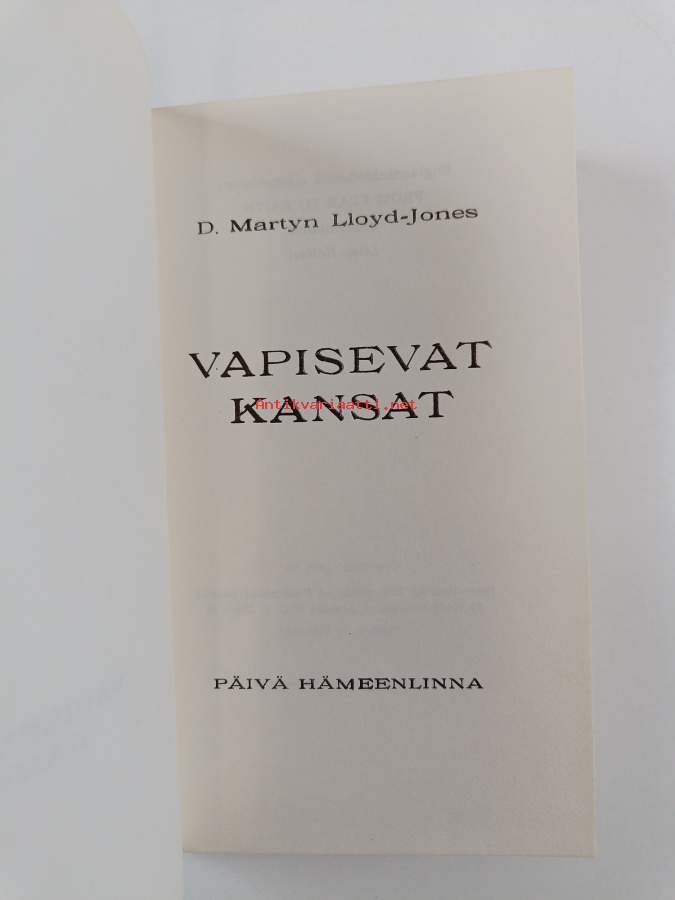 D. Martyn Lloyd-Jones
VAPISEVAT
KANSAT
Antikvariaatti.net
PÄIVÄ HÄMEENLINNA